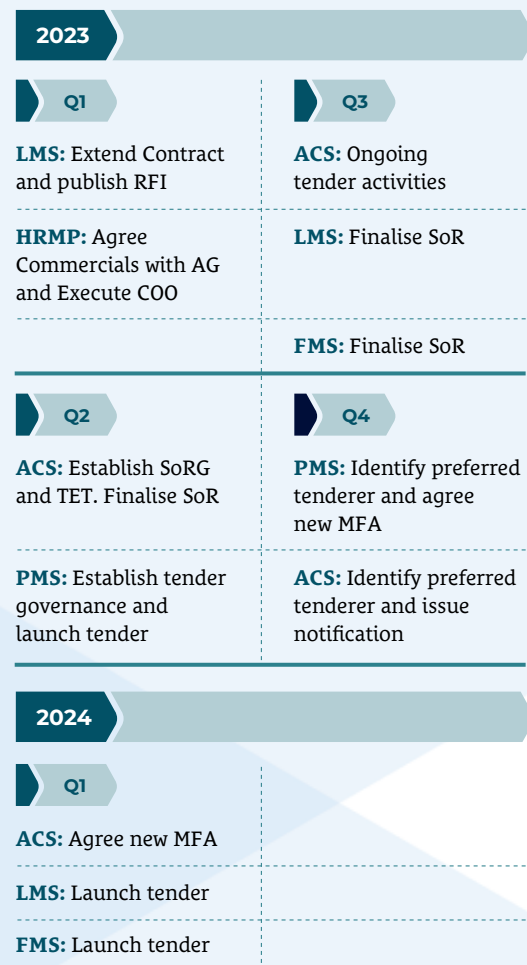 2023
Q1
LMS: Extend Contract
and publish RFI
HRMP: Agree
Commercials with AG
and Execute COO
Q3
ACS: Ongoing
tender activities
LMS: Finalise SoR
FMS: Finalise SoR
Q2
ACS: Establish SoRG
and TET. Finalise SoR
PMS: Establish tender
governance and
launch tender
Q4
PMS: Identify preferred
tenderer and agree
new MFA
ACS: Identify preferred
tenderer and issue
notification
2024
Q1
ACS: Agree new MFA
LMS: Launch tender
FMS: Launch tender